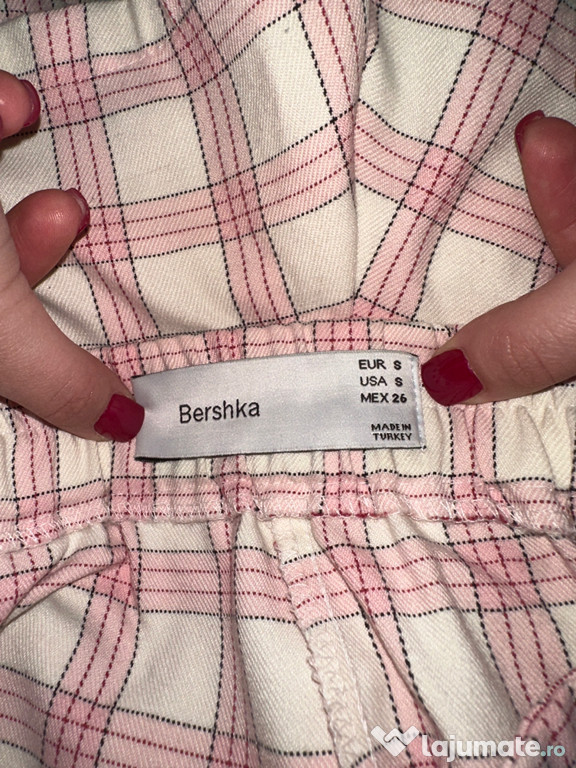 Bershka
EUR S
USA S
MEX 26
MADE IN
TURKEY
lajumate.ro